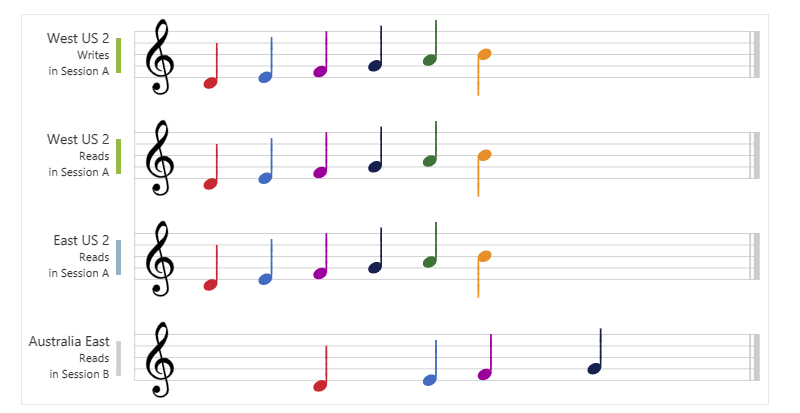 West US 2
Writes
in Session A
West US 2
Reads
in Session A
East US 2
Reads
in Session A
Australia East
Reads
in Session B